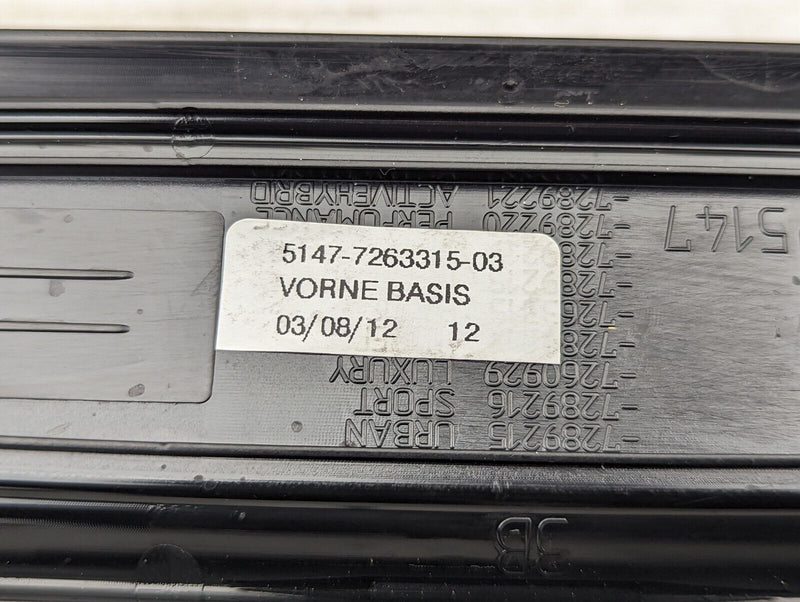 5147-7263315-03
VORNE BASIS
03/08/12 12
5147
-7289215 URBAN
-7289216 SPORT
-7260929 LUXURY
-7289220 PERFOMANCE
-7289221 ACTIVEHYBRID
3B